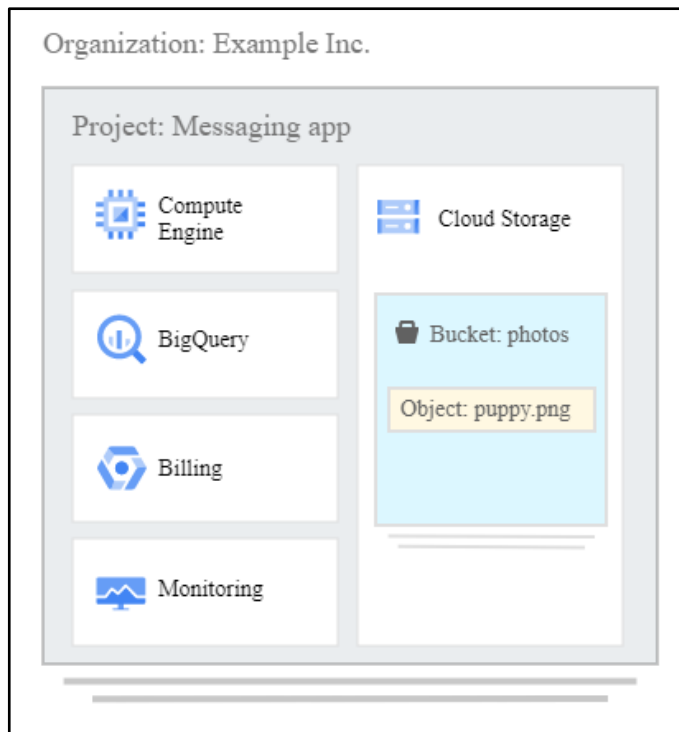 Organization: Example Inc.
Project: Messaging app
Compute
Engine
BigQuery
Billing
Monitoring
Cloud Storage
Bucket: photos
Object: puppy.png